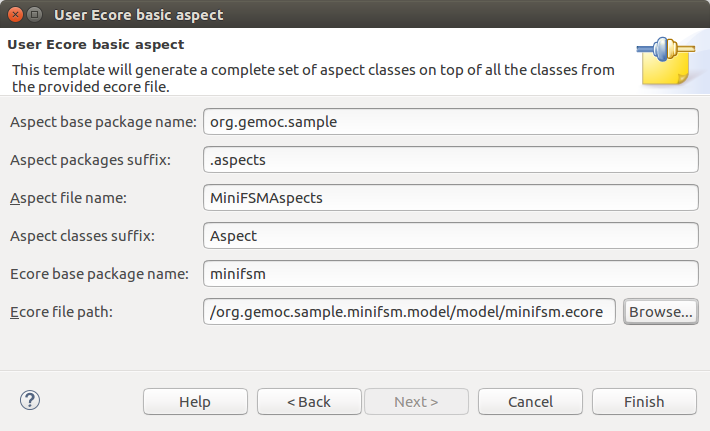 User Ecore basic aspect
User Ecore basic aspect
This template will generate a complete set of aspect classes on top of all the classes from
the provided ecore file.
Aspect base package name: org.gemoc.sample
Aspect packages suffix: .aspects
Aspect file name: MiniFSMAspects
Aspect classes suffix: Aspect
Ecore base package name: minifsm
Ecore file path: /org.gemoc.sample.minifsm.model/model/minifsm.ecore Browse...
? Help < Back Next > Cancel Finish